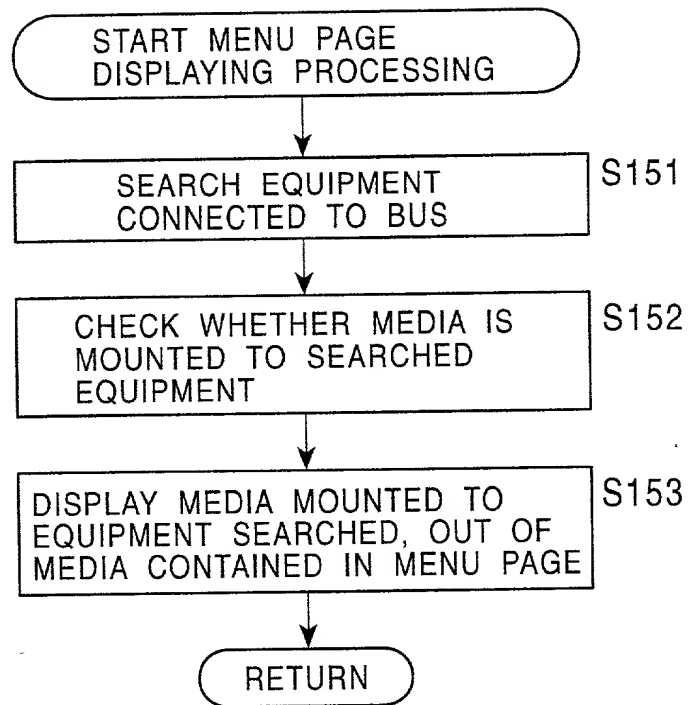 START MENU PAGE
DISPLAYING PROCESSING
SEARCH EQUIPMENT
CONNECTED TO BUS
S151
CHECK WHETHER MEDIA IS
MOUNTED TO SEARCHED
EQUIPMENT
S152
DISPLAY MEDIA MOUNTED TO
EQUIPMENT SEARCHED, OUT OF
MEDIA CONTAINED IN MENU PAGE
S153
RETURN